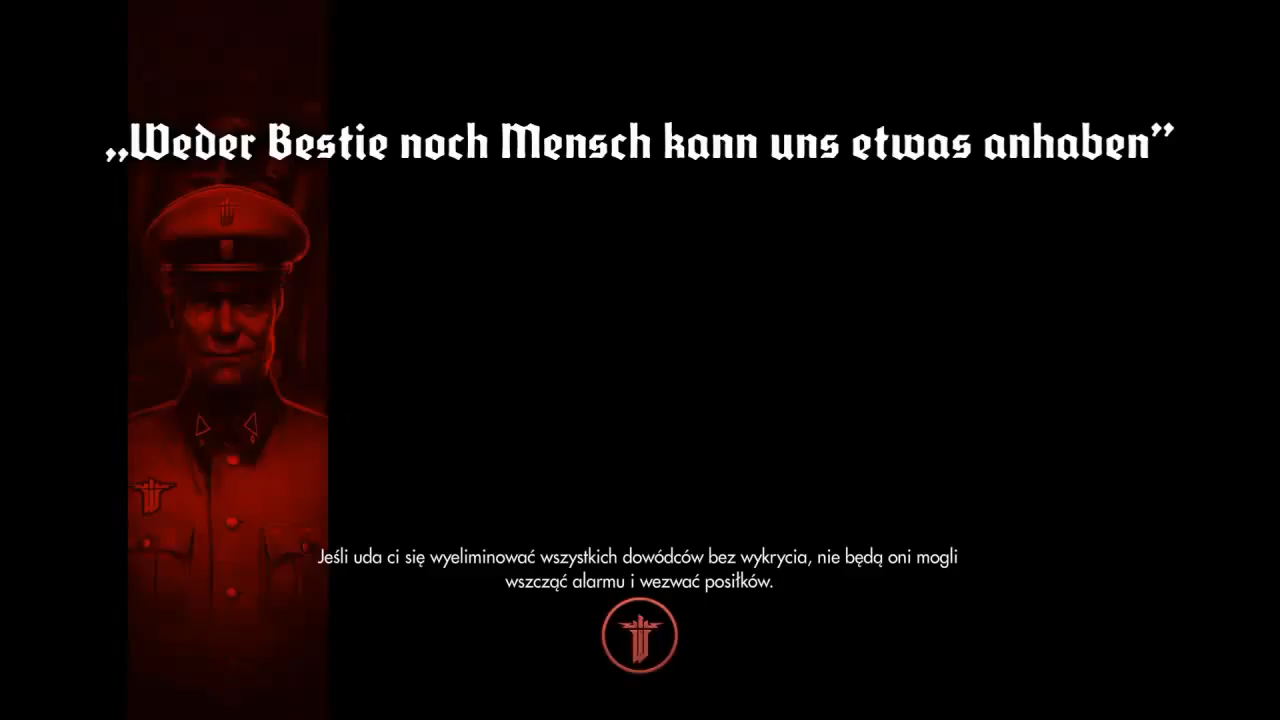 „Weder Bestie noch Mensch kann uns etwas anhaben”
Jeśli uda ci się wyeliminować wszystkich dowódców bez wykrycia, nie będą oni mogli
wszcząć alarmu i wezwać posiłków.